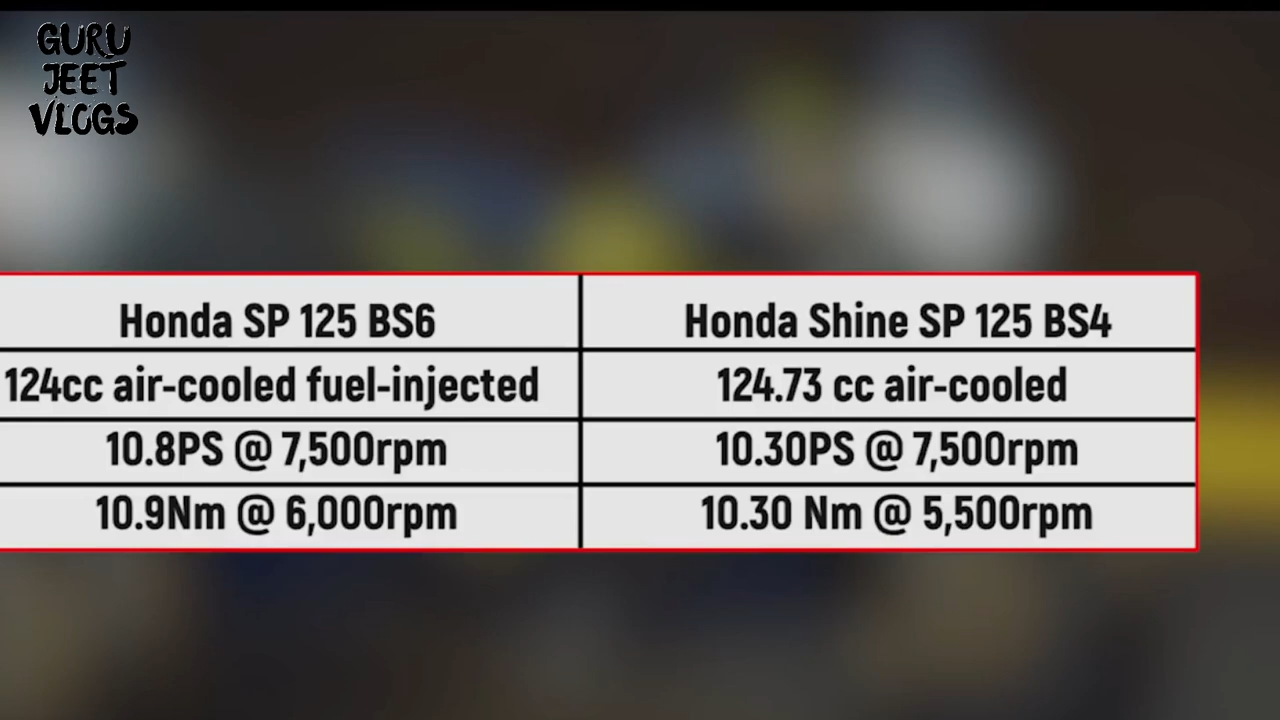 GURU
JEET
VLOGS
Honda SP 125 BS6
Honda Shine SP 125 BS4
124cc air-cooled fuel-injected
124.73 cc air-cooled
10.8PS @ 7,500rpm
10.30PS @ 7,500rpm
10.9Nm @ 6,000rpm
10.30 Nm @ 5,500rpm